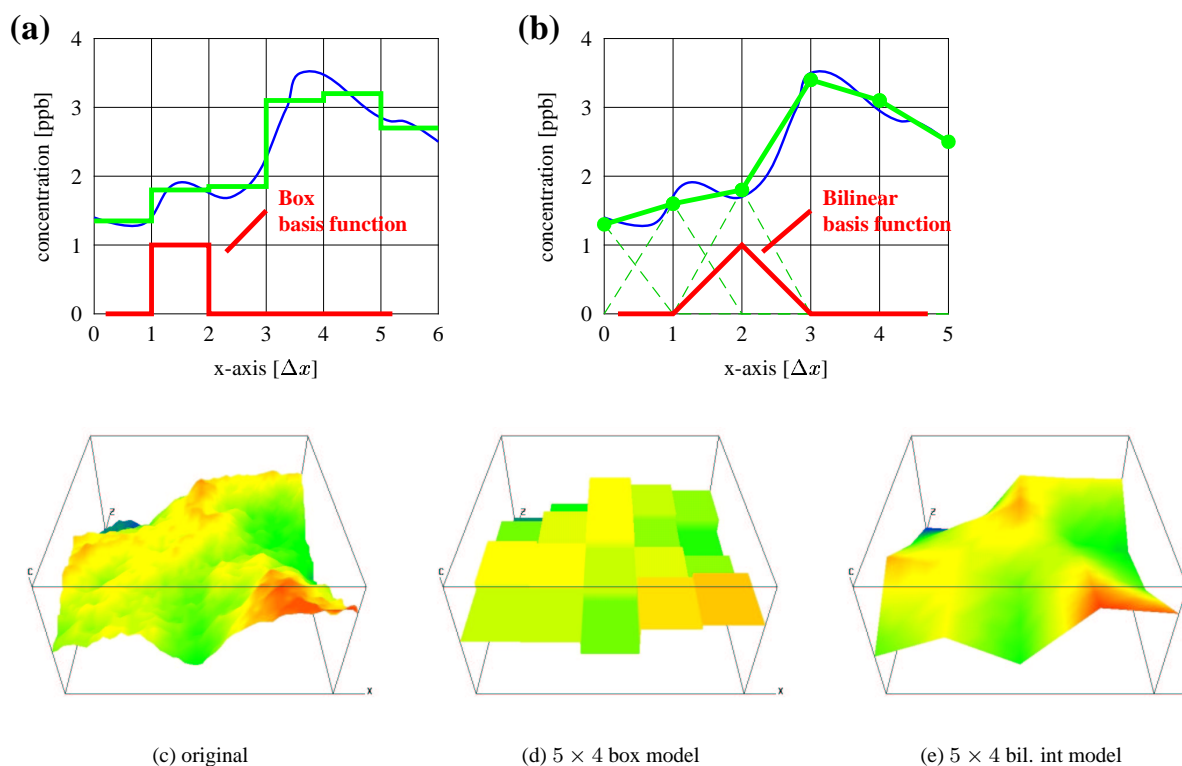 (a)
4
3
2
1
0
concentration [ppb]
Box
basis function
0 1 2 3 4 5 6
x-axis [Δx]
(b)
4
3
2
1
0
concentration [ppb]
Bilinear
basis function
0 1 2 3 4 5
x-axis [Δx]
z
c
x
(c) original
z
c
x
(d) 5 × 4 box model
z
c
(e) 5 × 4 bil. int model